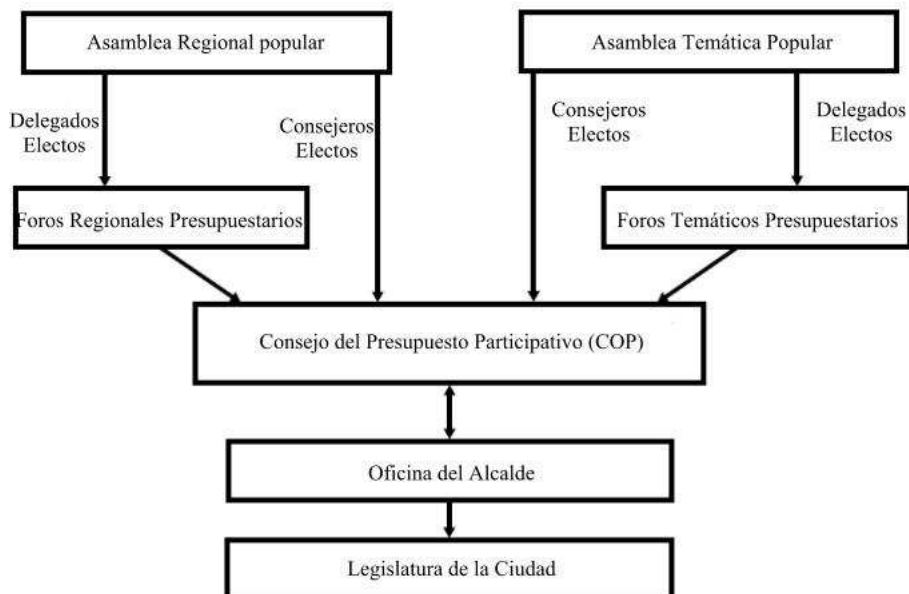 Asamblea Regional popular
Asamblea Temática Popular
Delegados
Electos
Consejeros
Electos
Consejeros
Electos
Delegados
Electos
Foros Regionales Presupuestarios
Foros Temáticos Presupuestarios
Consejo del Presupuesto Participativo (COP)
Oficina del Alcalde
Legislatura de la Ciudad